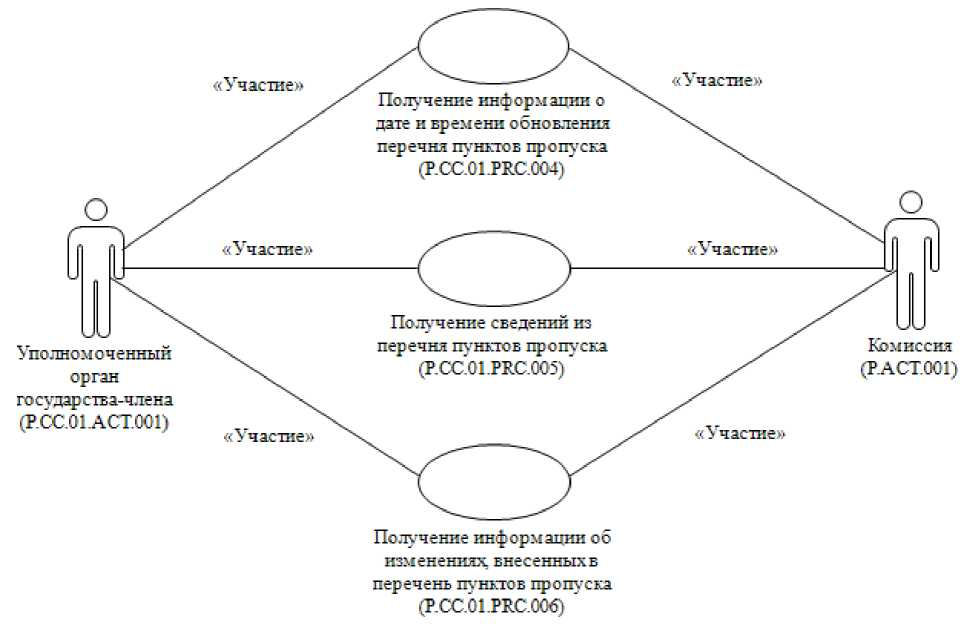 «Участие»
«Участие»
Получение информации о
дате и времени обновления
перечня пунктов пропуска
(P.CC.01.PRC.004)
«Участие»
«Участие»
Получение сведений из
перечня пунктов пропуска
(P.CC.01.PRC.005)
Уполномоченный
орган
государства-члена
(P.CC.01.ACT.001)
Комиссия
(P.ACT.001)
«Участие»
«Участие»
Получение информации об
изменениях, внесенных в
перечень пунктов пропуска
(P.CC.01.PRC.006)